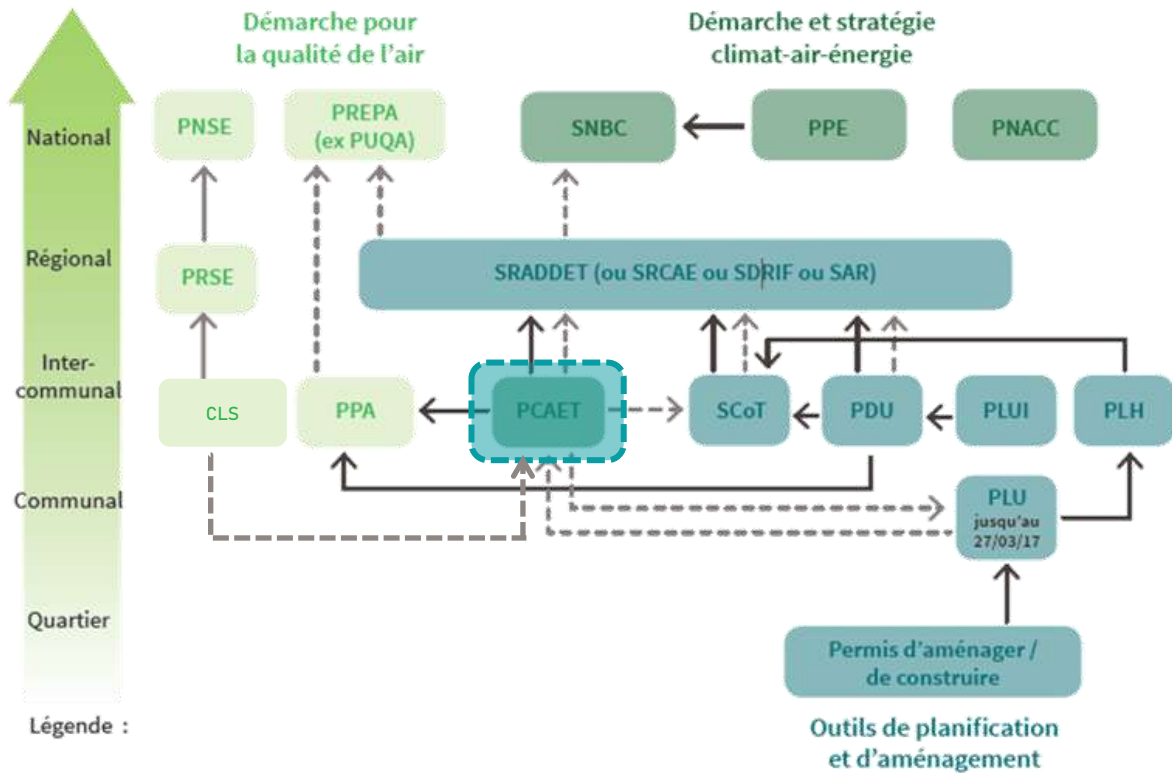 Démarche pour
la qualité de l'air
Démarche et stratégie
climat-air-énergie
National
PNSE
PREPA
(ex PUQA)
SNBC
PPE
PNACC
Régional
PRSE
SRADDET (ou SRCAE ou SDRIF ou SAR)
Inter-
communal
CLS
PPA
PCAET
SCoT
PDU
PLUI
PLH
Communal
PLU
jusqu'au
27/03/17
Quartier
Permis d'aménager /
de construire
Légende :
Outils de planification
et d'aménagement